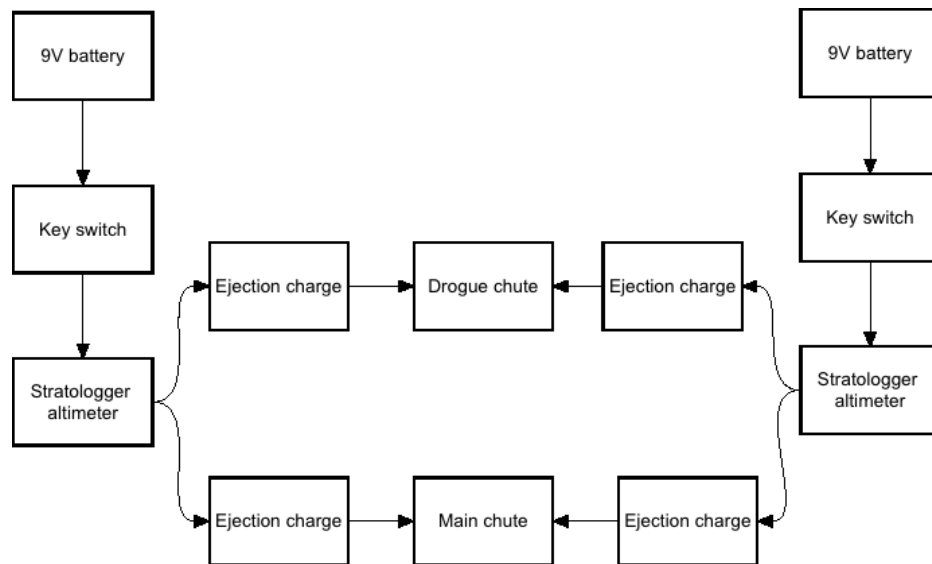 9V battery
9V battery
Key switch
Key switch
Ejection charge
Drogue chute
Ejection charge
Stratologger
altimeter
Stratologger
altimeter
Ejection charge
Main chute
Ejection charge